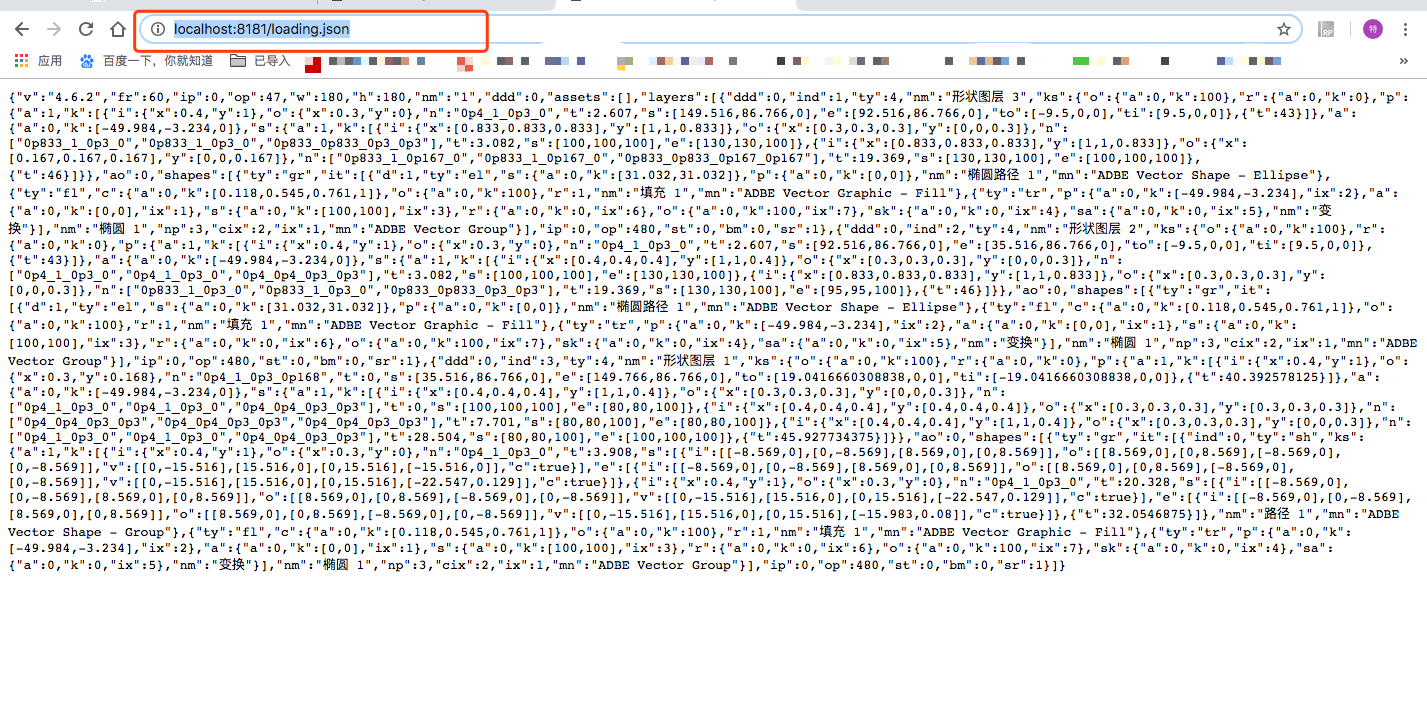 localhost:8181/loading.json
RP
特
应用
百度一下，你就知道
已导入
»
{"v":"4.6.2","fr":60,"ip":0,"op":47,"w":180,"h":180,"nm":"1","ddd":0,"assets":[],"layers":[{"ddd":0,"ind":1,"ty":4,"nm":"形状图层 3","ks":{"o":{"a":0,"k":100},"r":{"a":0,"k":0},"p":
{"a":1,"k":[{"i":{"x":0.4,"y":1},"o":{"x":0.3,"y":0},"n":"0p4_1_0p3_0","t":2.607,"s":[149.516,86.766,0],"e":[92.516,86.766,0],"to":[-9.5,0,0],"ti":[9.5,0,0]},{"t":43}]},"a":
{"a":0,"k":[-49.984,-3.234,0]},"s":{"a":1,"k":[{"i":{"x":[0.833,0.833,0.833],"y":[1,1,0.833]},"o":{"x":[0.3,0.3,0.3],"y":[0,0,0.3]},"n":
["0p833_1_0p3_0","0p833_1_0p3_0","0p833_0p833_0p3_0p3"],"t":3.082,"s":[100,100,100],"e":[130,130,100]},{"i":{"x":[0.833,0.833,0.833],"y":[1,1,0.833]},"o":{"x":
[0.167,0.167,0.167],"y":[0,0,0.167]},"n":["0p833_1_0p167_0","0p833_1_0p167_0","0p833_0p833_0p167_0p167"],"t":19.369,"s":[130,130,100],"e":[100,100,100]},
{"t":46}]}},"ao":0,"shapes":[{"ty":"gr","it":[{"d":1,"ty":"el","s":{"a":0,"k":[31.032,31.032]},"p":{"a":0,"k":[0,0]},"nm":"椭圆路径 1","mn":"ADBE Vector Shape - Ellipse"},
{"ty":"fl","c":{"a":0,"k":[0.118,0.545,0.761,1]},"o":{"a":0,"k":100},"r":1,"nm":"填充 1","mn":"ADBE Vector Graphic - Fill"},{"ty":"tr","p":{"a":0,"k":[-49.984,-3.234],"ix":2},"a":
{"a":0,"k":[0,0],"ix":1},"s":{"a":0,"k":[100,100],"ix":3},"r":{"a":0,"k":0,"ix":6},"o":{"a":0,"k":100,"ix":7},"sk":{"a":0,"k":0,"ix":4},"sa":{"a":0,"k":0,"ix":5},"nm":"变
换"}],"nm":"椭圆 1","np":3,"cix":2,"ix":1,"mn":"ADBE Vector Group"}],"ip":0,"op":480,"st":0,"bm":0,"sr":1},{"ddd":0,"ind":2,"ty":4,"nm":"形状图层 2","ks":{"o":{"a":0,"k":100},"r":
{"a":0,"k":0},"p":{"a":1,"k":[{"i":{"x":0.4,"y":1},"o":{"x":0.3,"y":0},"n":"0p4_1_0p3_0","t":2.607,"s":[92.516,86.766,0],"e":[35.516,86.766,0],"to":[-9.5,0,0],"ti":[9.5,0,0]},
{"t":43}]},"a":{"a":0,"k":[-49.984,-3.234,0]},"s":{"a":1,"k":[{"i":{"x":[0.4,0.4,0.4],"y":[1,1,0.4]},"o":{"x":[0.3,0.3,0.3],"y":[0,0,0.3]},"n":
["0p4_1_0p3_0","0p4_1_0p3_0","0p4_0p4_0p3_0p3"],"t":3.082,"s":[100,100,100],"e":[130,130,100]},{"i":{"x":[0.833,0.833,0.833],"y":[1,1,0.833]},"o":{"x":[0.3,0.3,0.3],"y":
[0,0,0.3]},"n":["0p833_1_0p3_0","0p833_1_0p3_0","0p833_0p833_0p3_0p3"],"t":19.369,"s":[130,130,100],"e":[95,95,100]},{"t":46}]}},"ao":0,"shapes":[{"ty":"gr","it":
[{"d":1,"ty":"el","s":{"a":0,"k":[31.032,31.032]},"p":{"a":0,"k":[0,0]},"nm":"椭圆路径 1","mn":"ADBE Vector Shape - Ellipse"},{"ty":"fl","c":{"a":0,"k":[0.118,0.545,0.761,1]},"o":
{"a":0,"k":100},"r":1,"nm":"填充 1","mn":"ADBE Vector Graphic - Fill"},{"ty":"tr","p":{"a":0,"k":[-49.984,-3.234],"ix":2},"a":{"a":0,"k":[0,0],"ix":1},"s":{"a":0,"k":
[100,100],"ix":3},"r":{"a":0,"k":0,"ix":6},"o":{"a":0,"k":100,"ix":7},"sk":{"a":0,"k":0,"ix":4},"sa":{"a":0,"k":0,"ix":5},"nm":"变换"}],"nm":"椭圆 1","np":3,"cix":2,"ix":1,"mn":"ADBE
Vector Group"}],"ip":0,"op":480,"st":0,"bm":0,"sr":1},{"ddd":0,"ind":3,"ty":4,"nm":"形状图层 1","ks":{"o":{"a":0,"k":100},"r":{"a":0,"k":0},"p":{"a":1,"k":[{"i":{"x":0.4,"y":1},"o":
{"x":0.3,"y":0.168},"n":"0p4_1_0p3_0p168","t":0,"s":[35.516,86.766,0],"e":[149.766,86.766,0],"to":[19.0416660308838,0,0],"ti":[-19.0416660308838,0,0]},{"t":40.392578125}]},"a":
{"a":0,"k":[-49.984,-3.234,0]},"s":{"a":1,"k":[{"i":{"x":[0.4,0.4,0.4],"y":[1,1,0.4]},"o":{"x":[0.3,0.3,0.3],"y":[0,0,0.3]},"n":
["0p4_1_0p3_0","0p4_1_0p3_0","0p4_0p4_0p3_0p3"],"t":0,"s":[100,100,100],"e":[80,80,100]},{"i":{"x":[0.4,0.4,0.4],"y":[0.4,0.4,0.4]},"o":{"x":[0.3,0.3,0.3],"y":[0.3,0.3,0.3]},"n":
["0p4_0p4_0p3_0p3","0p4_0p4_0p3_0p3","0p4_0p4_0p3_0p3"],"t":7.701,"s":[80,80,100],"e":[80,80,100]},{"i":{"x":[0.4,0.4,0.4],"y":[1,1,0.4]},"o":{"x":[0.3,0.3,0.3],"y":[0,0,0.3]},"n":
["0p4_1_0p3_0","0p4_1_0p3_0","0p4_0p4_0p3_0p3"],"t":28.504,"s":[80,80,100],"e":[100,100,100]},{"t":45.927734375}]}},"ao":0,"shapes":[{"ty":"gr","it":[{"ind":0,"ty":"sh","ks":
{"a":1,"k":[{"i":{"x":0.4,"y":1},"o":{"x":0.3,"y":0},"n":"0p4_1_0p3_0","t":3.908,"s":[{"i":[[-8.569,0],[0,-8.569],[8.569,0],[0,8.569]],"o":[[8.569,0],[0,8.569],[-8.569,0],
[0,-8.569]],"v":[[0,-15.516],[15.516,0],[0,15.516],[-15.516,0]],"c":true}],"e":[{"i":[[-8.569,0],[0,-8.569],[8.569,0],[0,8.569]],"o":[[8.569,0],[0,8.569],[-8.569,0],
[0,-8.569]],"v":[[0,-15.516],[15.516,0],[0,15.516],[-22.547,0.129]],"c":true}]},{"i":{"x":0.4,"y":1},"o":{"x":0.3,"y":0},"n":"0p4_1_0p3_0","t":20.328,"s":[{"i":[[-8.569,0],
[0,-8.569],[8.569,0],[0,8.569]],"o":[[8.569,0],[0,8.569],[-8.569,0],[0,-8.569]],"v":[[0,-15.516],[15.516,0],[0,15.516],[-22.547,0.129]],"c":true}],"e":[{"i":[[-8.569,0],[0,-8.569],
[8.569,0],[0,8.569]],"o":[[8.569,0],[0,8.569],[-8.569,0],[0,-8.569]],"v":[[0,-15.516],[15.516,0],[0,15.516],[-15.983,0.08]],"c":true}]},{"t":32.0546875}]},"nm":"路径 1","mn":"ADBE
Vector Shape - Group"},{"ty":"fl","c":{"a":0,"k":[0.118,0.545,0.761,1]},"o":{"a":0,"k":100},"r":1,"nm":"填充 1","mn":"ADBE Vector Graphic - Fill"},{"ty":"tr","p":{"a":0,"k":
[-49.984,-3.234],"ix":2},"a":{"a":0,"k":[0,0],"ix":1},"s":{"a":0,"k":[100,100],"ix":3},"r":{"a":0,"k":0,"ix":6},"o":{"a":0,"k":100,"ix":7},"sk":{"a":0,"k":0,"ix":4},"sa":
{"a":0,"k":0,"ix":5},"nm":"变换"}],"nm":"椭圆 1","np":3,"cix":2,"ix":1,"mn":"ADBE Vector Group"}],"ip":0,"op":480,"st":0,"bm":0,"sr":1}]}